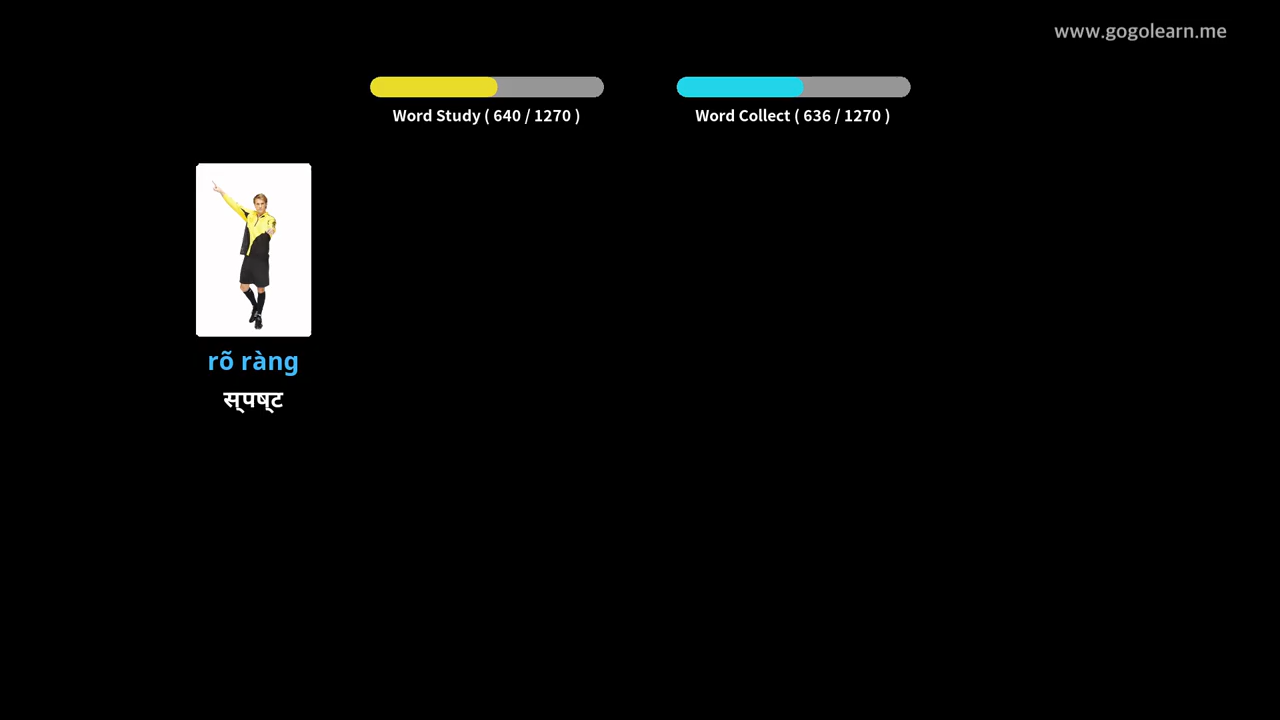 www.gogolearn.me
Word Study ( 640 / 1270 )
Word Collect ( 636 / 1270 )
rõ ràng
स्पष्ट